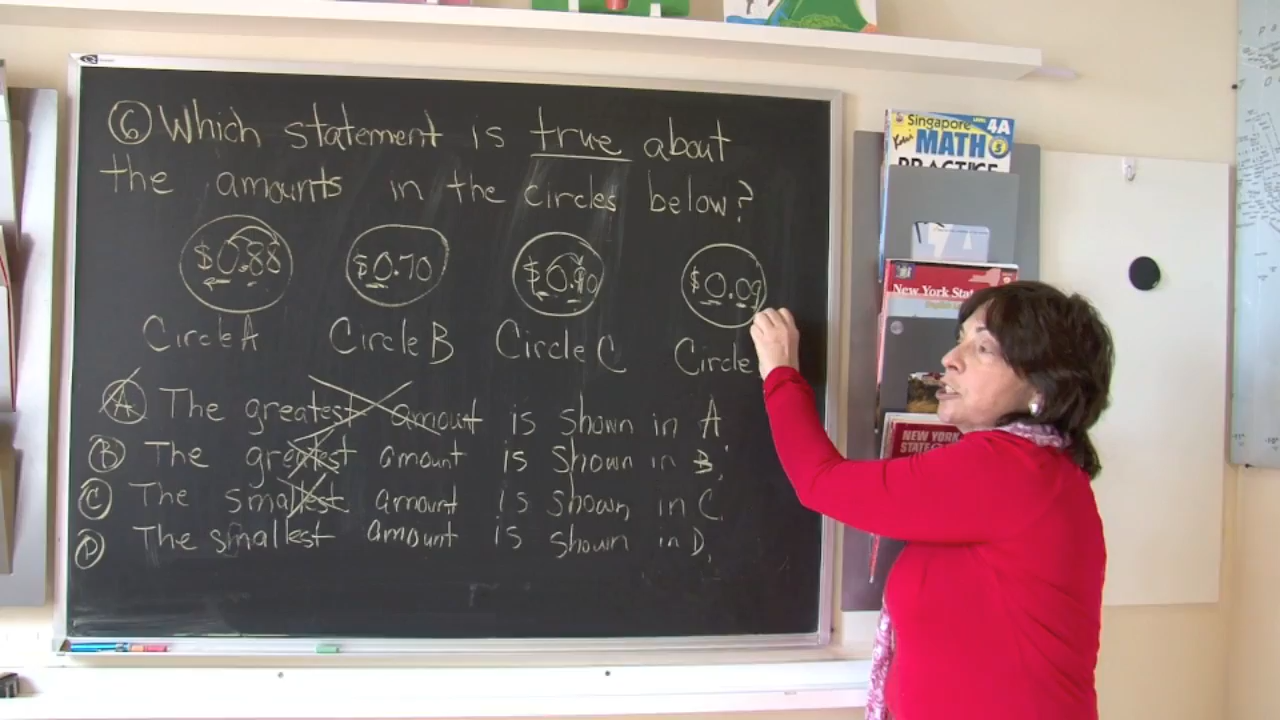 6 Which statement is true about
the amounts in the circles below?
$0.88 $0.70 $0.90 $0.09
Circle A Circle B Circle C Circle
A The greatest amount is shown in A
B The greatest amount is shown in B.
C The smallest amount is shown in C.
D The smallest amount is shown in D.
Singapore 4A
MATH 5
PRACTICE
New York
NEW YORK
STATE